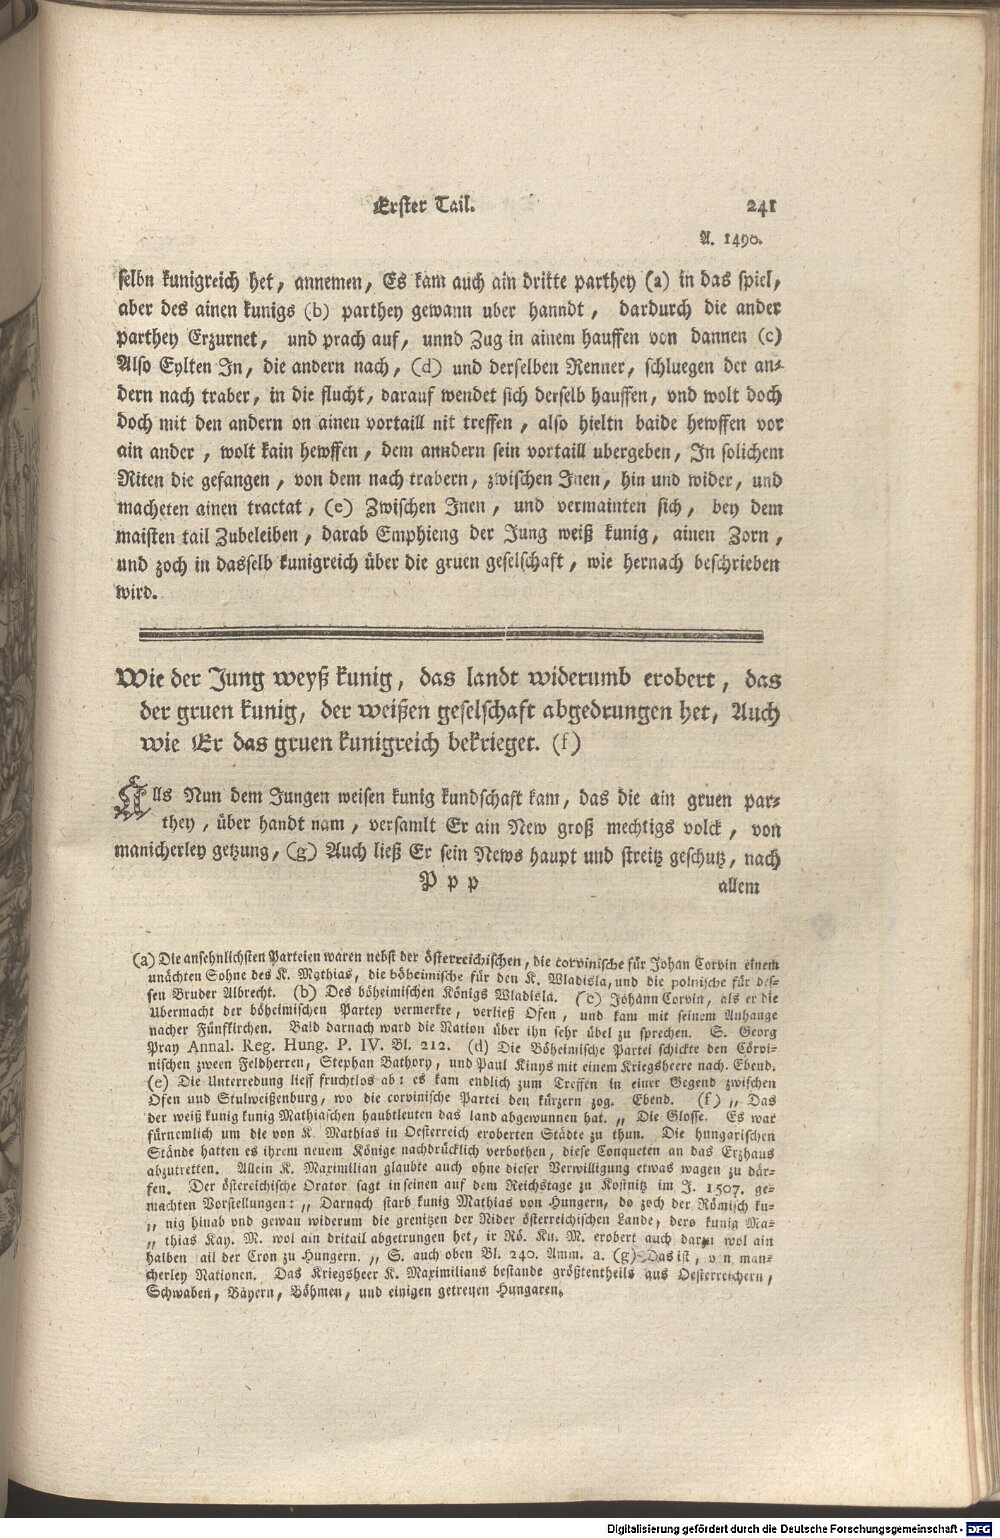 Erster Tail. 241
A. 1490.
selbn kunigreich het, annemen, Es kam auch ain dritte parthey (a) in das spiel,
aber des ainen kunigs (b) parthey gewann uber hanndt, dardurch die ander
parthey Erzurnet, und prach auf, unnd Zug in ainem hauffen von dannen (c)
Also Eylten In, die andern nach, (d) und derselben Renner, schluegen der an-
dern nach traber, in die flucht, darauf wendet sich derselb hauffen, vnd wolt doch
doch mit den andern on ainen vortaill nit treffen, also hieltn baide hewffen vor
ain ander, wolt kain hewffen, dem anndern sein vortaill ubergeben, In solichem
Riten die gefangen, von dem nach trabern, zwischen Inen, hin und wider, und
macheten ainen tractat, (e) Zwischen Inen, und vermainten sich, bey dem
maisten tail Zubeleiben, darab Emphieng der Jung weiß kunig, ainen Zorn,
und zoch in dasselb kunigreich über die gruen geselschaft, wie hernach beschrieben
wird.
Wie der Jung weyß kunig, das landt widerumb erobert, das
der gruen kunig, der weißen geselschaft abgedrungen het, Auch
wie Er das gruen kunigreich bekrieget. (f)
Alls Nun dem Jungen weisen kunig kundschaft kam, das die ain gruen par-
they, über handt nam, versamlt Er ain New groß mechtigs volck, von
manicherley getzung, (g) Auch ließ Er sein News haupt und streitz geschutz, nach
P p p allem
(a) Die ansehnlichsten Parteien waren nebst der österreichischen, die corvinische für Johan Corvin einem
unächten Sohne des K. Mathias, die böheimische für den K. Wladisla, und die polnische für des-
sen Bruder Albrecht. (b) Des böheimischen Königs Wladisla. (c) Johann Corvin, als er die
Ubermacht der böheimischen Partey vermerkte, verließ Ofen, und kam mit seinem Anhange
nacher Fünfkirchen. Bald darnach ward die Nation über ihn sehr übel zu sprechen. S. Georg
Pray Annal. Reg. Hung. P. IV. Bl. 212. (d) Die Böheimische Partei schickte den Corvi-
nischen zween Feldherren, Stephan Bathory, und Paul Kinys mit einem Kriegsheere nach. Ebend.
(e) Die Unterredung lieff fruchtlos ab: es kam endlich zum Treffen in einer Gegend zwischen
Ofen und Stulweißenburg, wo die corvinische Partei den kürzern zog. Ebend. (f) „ Das
der weiß kunig kunig Mathiaschen haubtleuten das land abgewunnen hat. „ Die Glosse. Es war
fürnemlich um die von K. Mathias in Oesterreich eroberten Städte zu thun. Die hungarischen
Stände hatten es ihrem neuem Könige nachdrücklich verbothen, diese Conqueten an das Erzhaus
abzutretten. Allein K. Maximilian glaubte auch ohne dieser Verwilligung etwas wagen zu där-
fen. Der östereichische Orator sagt in seinen auf dem Reichstage zu Kostnitz im J. 1507. ge-
machten Vorstellungen: „ Darnach starb kunig Mathias von Hungern, do zoch der Römisch ku-
„ nig hinab vnd gewan widerum die grenitzen der Nider österreichischen Lande, ders kunig Ma-
„ thias Kay. M. wol ain dritail abgetrungen het, ir Rö. Ku. M. erobert auch darzu wol ain
halben ail der Cron zu Hungern. „ S. auch oben Bl. 240. Anm. a. (g) Das ist, von man-
cherley Nationen. Das Kriegsheer K. Maximilians bestande größtentheils aus Oesterreichern,
Schwaben, Bäyern, Böhmen, und einigen getreyen Hungaren.
Digitalisierung gefördert durch die Deutsche Forschungsgemeinschaft - DFG